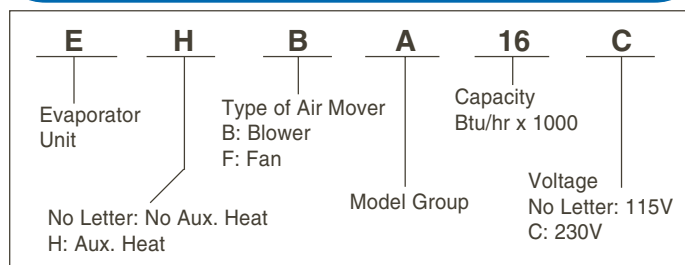 E H B A 16 C
Evaporator
Unit
Type of Air Mover
B: Blower
F: Fan
Capacity
Btu/hr x 1000
No Letter: No Aux. Heat
H: Aux. Heat
Model Group
Voltage
No Letter: 115V
C: 230V